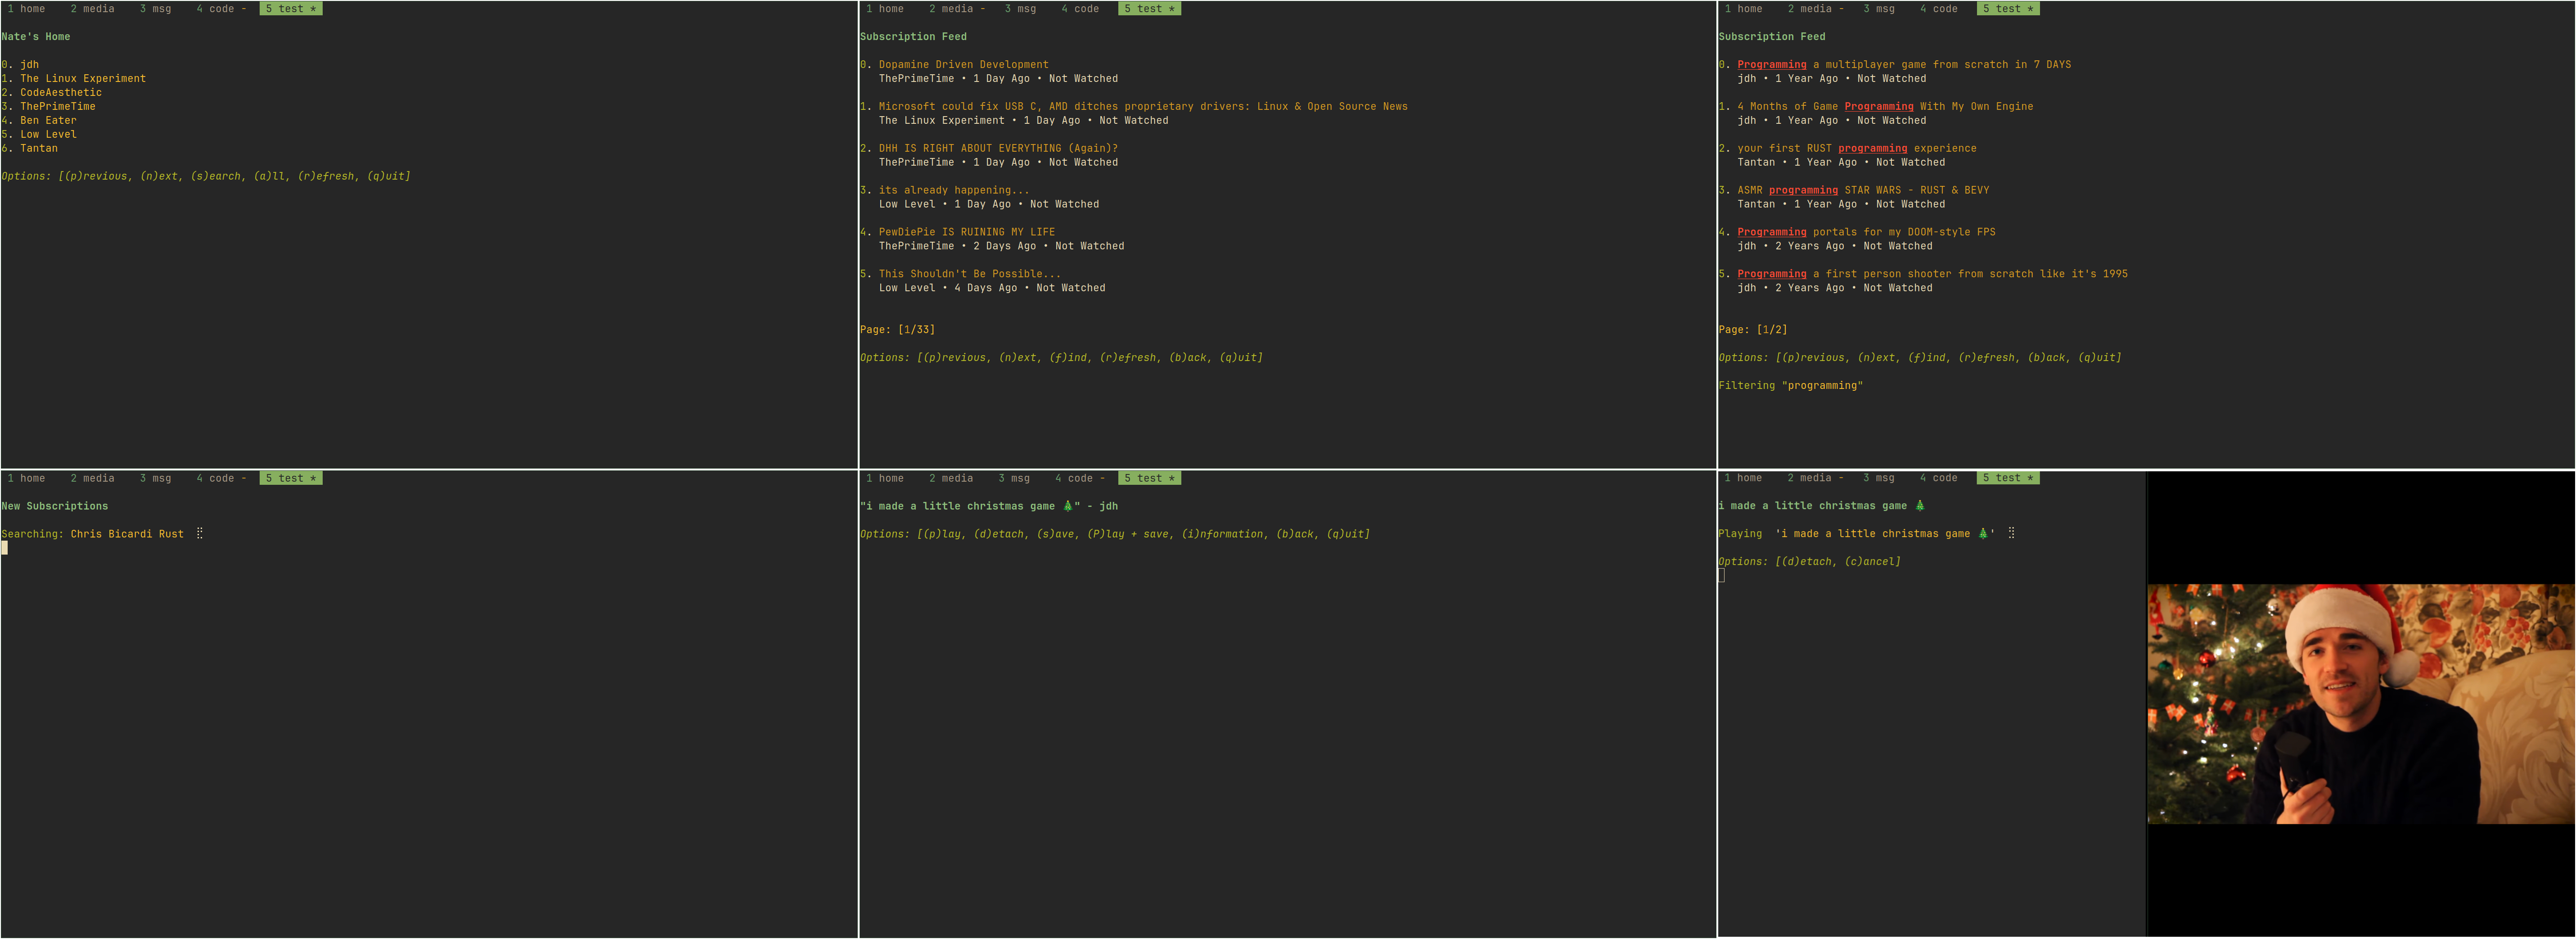 1 home 2 media 3 msg 4 code - 5 test *
Nate's Home
0. jdh
1. The Linux Experiment
2. CodeAesthetic
3. ThePrimeTime
4. Ben Eater
5. Low Level
6. Tantan
Options: [(p)revious, (n)ext, (s)earch, (a)ll, (r)efresh, (q)uit]
1 home 2 media - 3 msg 4 code 5 test *
Subscription Feed
0. Dopamine Driven Development
ThePrimeTime • 1 Day Ago • Not Watched
1. Microsoft could fix USB C, AMD ditches proprietary drivers: Linux & Open Source News
The Linux Experiment • 1 Day Ago • Not Watched
2. DHH IS RIGHT ABOUT EVERYTHING (Again)?
ThePrimeTime • 1 Day Ago • Not Watched
3. its already happening...
Low Level • 1 Day Ago • Not Watched
4. PewDiePie IS RUINING MY LIFE
ThePrimeTime • 2 Days Ago • Not Watched
5. This Shouldn't Be Possible...
Low Level • 4 Days Ago • Not Watched
Page: [1/33]
Options: [(p)revious, (n)ext, (f)ind, (r)efresh, (b)ack, (q)uit]
1 home 2 media - 3 msg 4 code 5 test *
Subscription Feed
0. Programming a multiplayer game from scratch in 7 DAYS
jdh • 1 Year Ago • Not Watched
1. 4 Months of Game Programming With My Own Engine
jdh • 1 Year Ago • Not Watched
2. your first RUST programming experience
Tantan • 1 Year Ago • Not Watched
3. ASMR programming STAR WARS - RUST & BEVY
Tantan • 1 Year Ago • Not Watched
4. Programming portals for my DOOM-style FPS
jdh • 2 Years Ago • Not Watched
5. Programming a first person shooter from scratch like it's 1995
jdh • 2 Years Ago • Not Watched
Page: [1/2]
Options: [(p)revious, (n)ext, (f)ind, (r)efresh, (b)ack, (q)uit]
Filtering "programming"
1 home 2 media 3 msg 4 code - 5 test *
New Subscriptions
Searching: Chris Bicardi Rust
1 home 2 media 3 msg 4 code - 5 test *
"i made a little christmas game 🎄" - jdh
Options: [(p)lay, (d)etach, (s)ave, (P)lay + save, (i)nformation, (b)ack, (q)uit]
1 home 2 media - 3 msg 4 code 5 test *
i made a little christmas game 🎄
Playing 'i made a little christmas game 🎄'
Options: [(d)etach, (c)ancel]